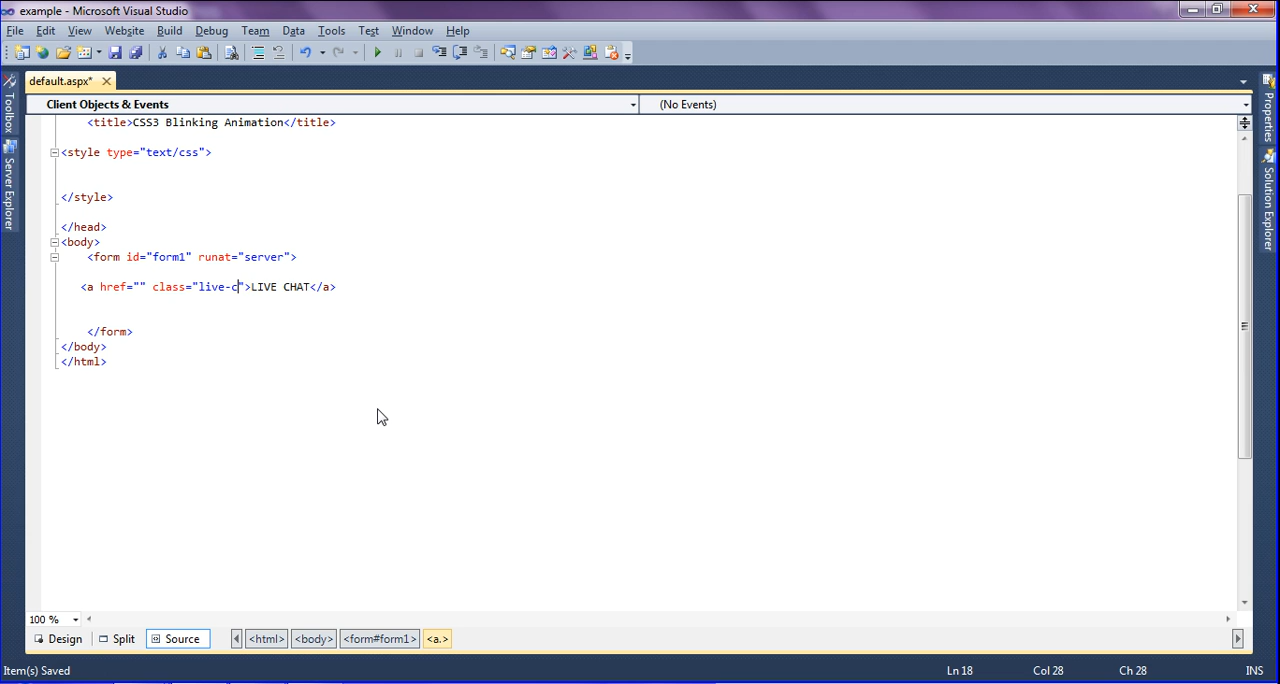 example - Microsoft Visual Studio
File Edit View Website Build Debug Team Data Tools Test Window Help
default.aspx*
Client Objects & Events (No Events)
<title>CSS3 Blinking Animation</title>
<style type="text/css">
</style>
</head>
<body>
<form id="form1" runat="server">
<a href="" class="live-c">LIVE CHAT</a>
</form>
</body>
</html>
Toolbox
Server Explorer
Properties
Solution Explorer
100 %
Design Split Source <html> <body> <form#form1> <a.>
Item(s) Saved Ln 18 Col 28 Ch 28 INS